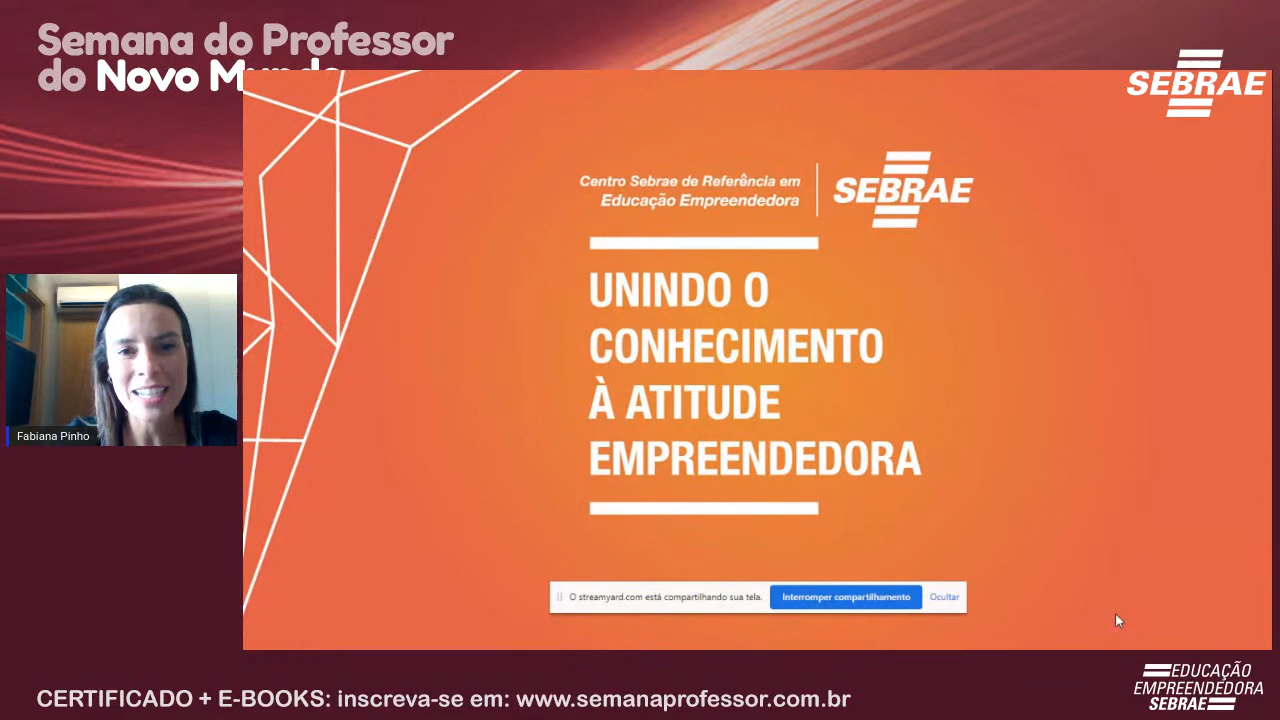 Semana do Professor
do Novo Mundo
SEBRAE
Centro Sebrae de Referência em
Educação Empreendedora
SEBRAE
UNINDO O
CONHECIMENTO
À ATITUDE
EMPREENDEDORA
Fabiana Pinho
O streamyard.com está compartilhando sua tela.
Interromper compartilhamento
Ocultar
CERTIFICADO + E-BOOKS: inscreva-se em: www.semanaprofessor.com.br
EDUCAÇÃO
EMPREENDEDORA
SEBRAE